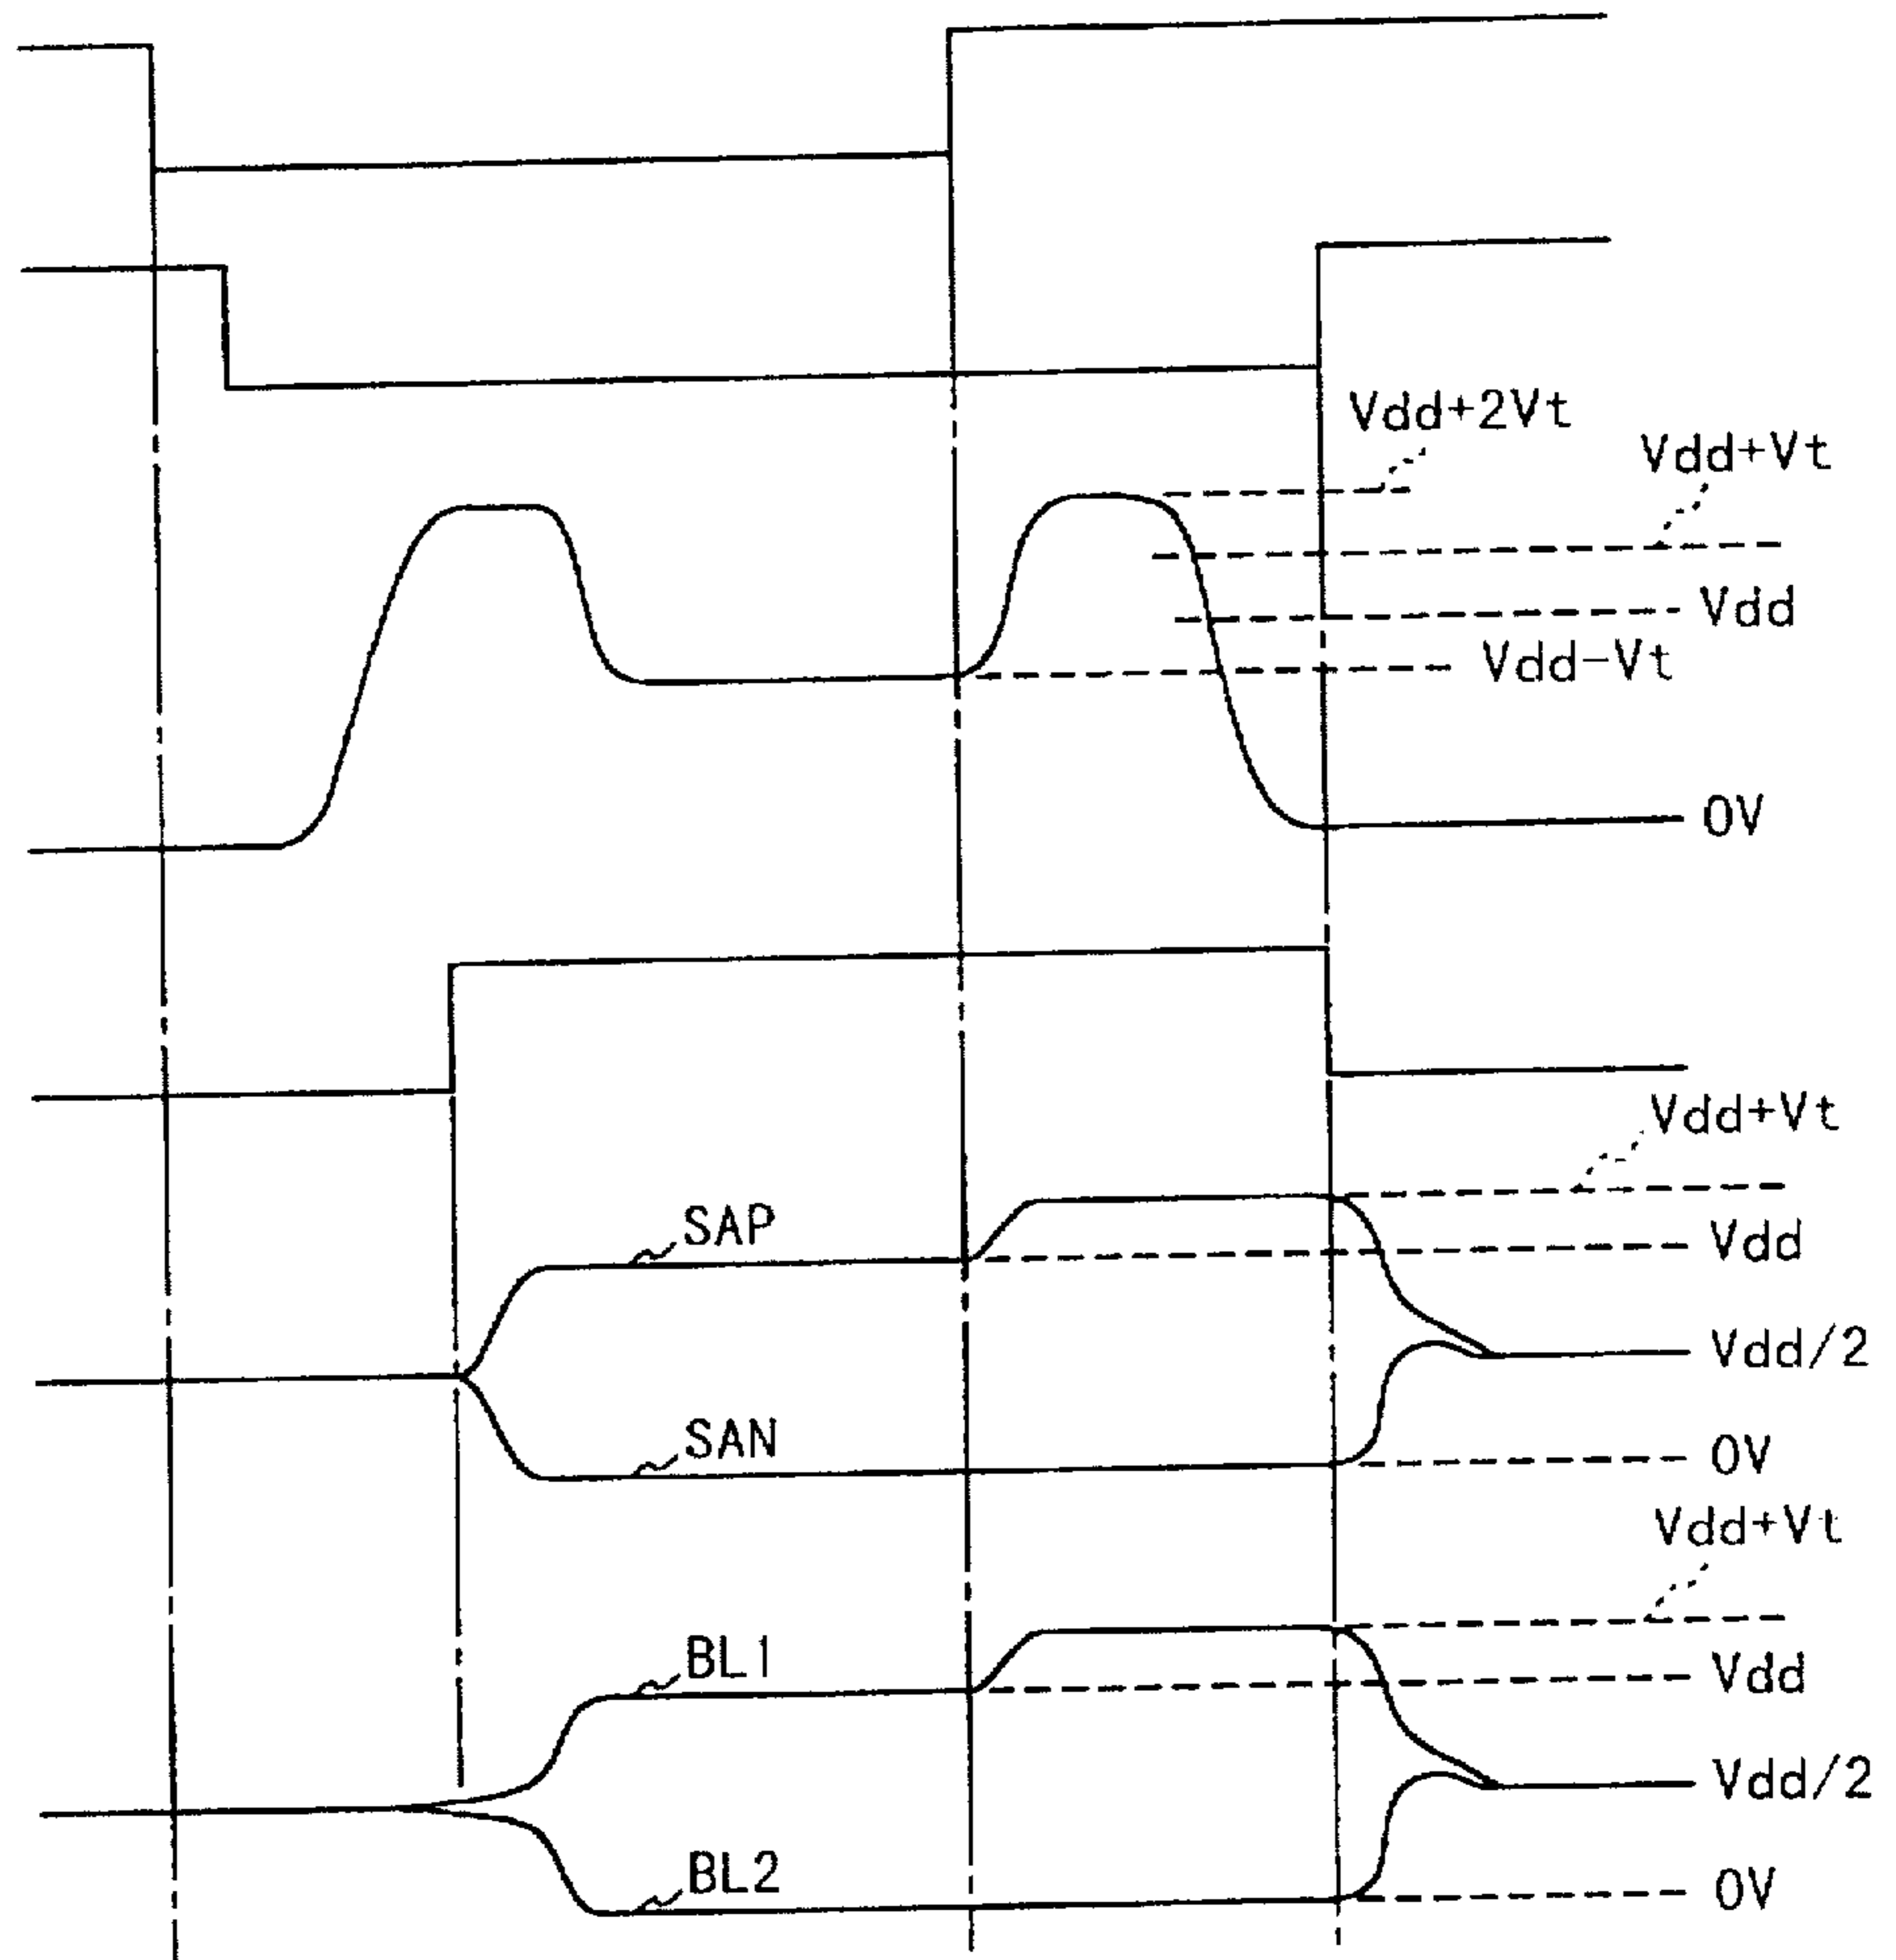 Vdd+2Vt
Vdd+Vt
Vdd
Vdd-Vt
0V
Vdd+Vt
SAP
Vdd
Vdd/2
SAN
0V
Vdd+Vt
BL1
Vdd
Vdd/2
BL2
0V